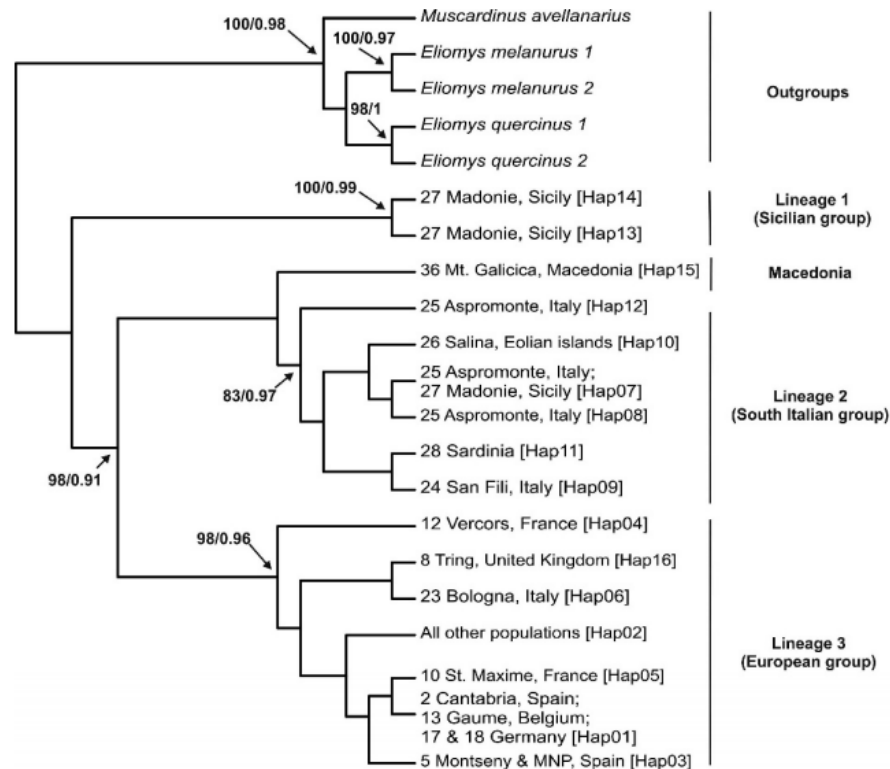 Muscardinus avellanarius
100/0.98
100/0.97
Eliomys melanurus 1
Eliomys melanurus 2
Outgroups
98/1
Eliomys quercinus 1
Eliomys quercinus 2
100/0.99
27 Madonie, Sicily [Hap14]
27 Madonie, Sicily [Hap13]
Lineage 1
(Sicilian group)
36 Mt. Galicica, Macedonia [Hap15]
Macedonia
25 Aspromonte, Italy [Hap12]
26 Salina, Eolian islands [Hap10]
25 Aspromonte, Italy;
27 Madonie, Sicily [Hap07]
25 Aspromonte, Italy [Hap08]
83/0.97
Lineage 2
(South Italian group)
28 Sardinia [Hap11]
24 San Fili, Italy [Hap09]
98/0.91
12 Vercors, France [Hap04]
98/0.96
8 Tring, United Kingdom [Hap16]
23 Bologna, Italy [Hap06]
All other populations [Hap02]
Lineage 3
(European group)
10 St. Maxime, France [Hap05]
2 Cantabria, Spain;
13 Gaume, Belgium;
17 & 18 Germany [Hap01]
5 Montseny & MNP, Spain [Hap03]